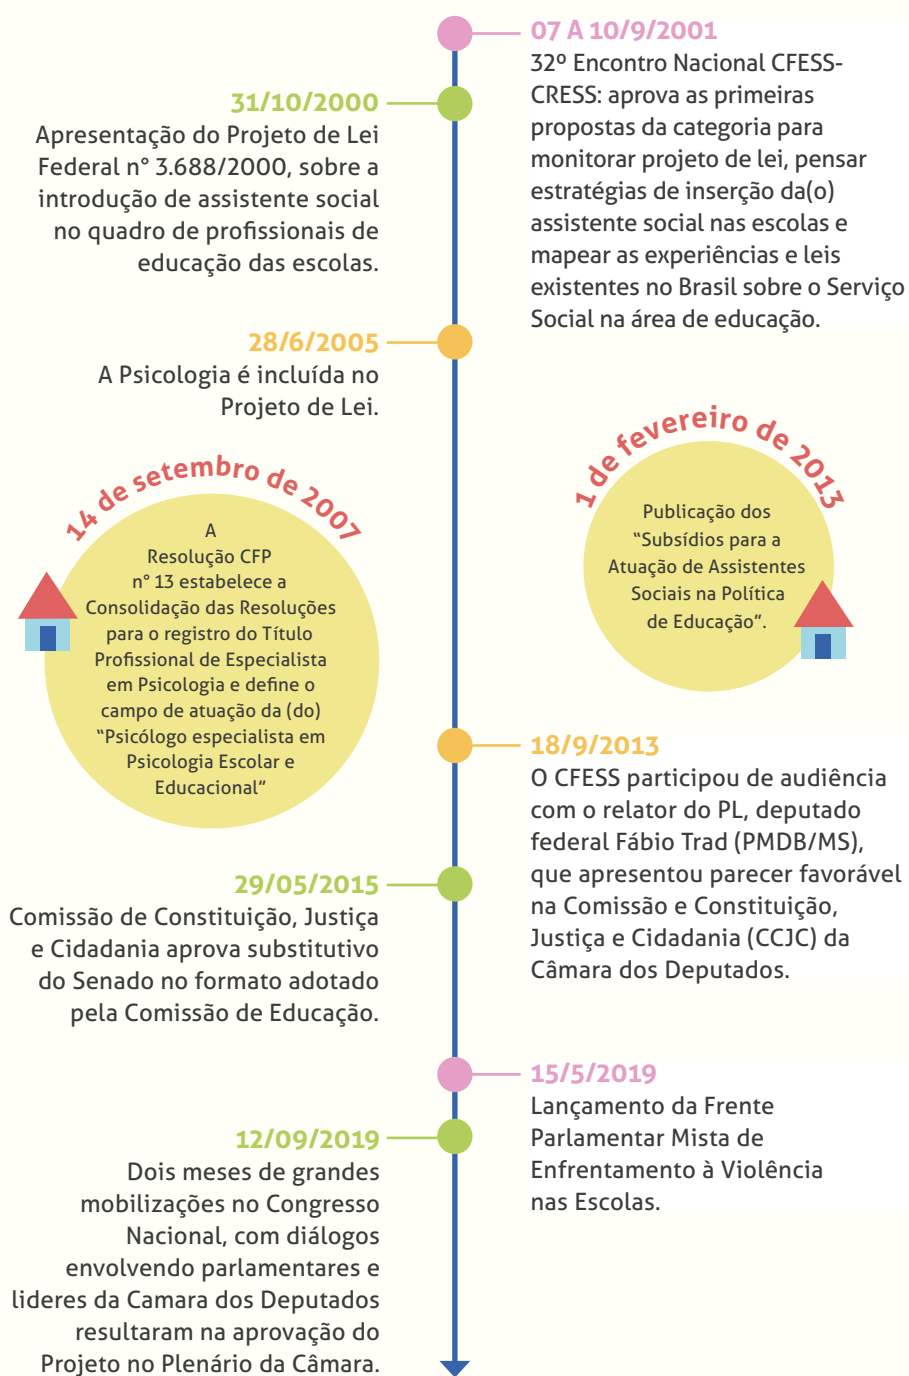 07 A 10/9/2001
32º Encontro Nacional CFESS-
CRESS: aprova as primeiras
propostas da categoria para
monitorar projeto de lei, pensar
estratégias de inserção da(o)
assistente social nas escolas e
mapear as experiências e leis
existentes no Brasil sobre o Serviço
Social na área de educação.
31/10/2000
Apresentação do Projeto de Lei
Federal n° 3.688/2000, sobre a
introdução de assistente social
no quadro de profissionais de
educação das escolas.
28/6/2005
A Psicologia é incluída no
Projeto de Lei.
14 de setembro de 2007
A
Resolução CFP
n° 13 estabelece a
Consolidação das Resoluções
para o registro do Título
Profissional de Especialista
em Psicologia e define o
campo de atuação da (do)
“Psicólogo especialista em
Psicologia Escolar e
Educacional”
1 de fevereiro de 2013
Publicação dos
“Subsídios para a
Atuação de Assistentes
Sociais na Política
de Educação”.
18/9/2013
O CFESS participou de audiência
com o relator do PL, deputado
federal Fábio Trad (PMDB/MS),
que apresentou parecer favorável
na Comissão e Constituição,
Justiça e Cidadania (CCJC) da
Câmara dos Deputados.
29/05/2015
Comissão de Constituição, Justiça
e Cidadania aprova substitutivo
do Senado no formato adotado
pela Comissão de Educação.
15/5/2019
Lançamento da Frente
Parlamentar Mista de
Enfrentamento à Violência
nas Escolas.
12/09/2019
Dois meses de grandes
mobilizações no Congresso
Nacional, com diálogos
envolvendo parlamentares e
lideres da Camara dos Deputados
resultaram na aprovação do
Projeto no Plenário da Câmara.